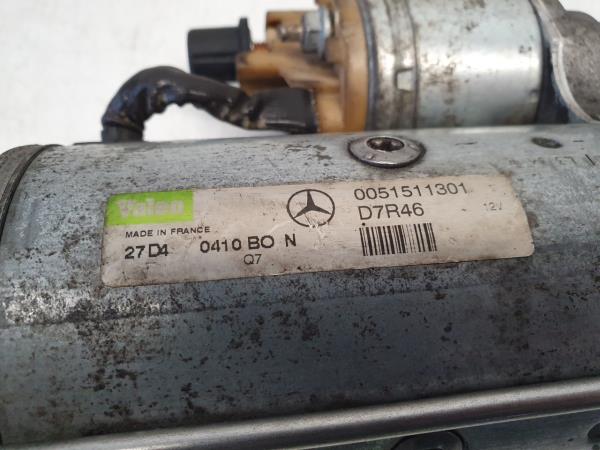 Valeo
MADE IN FRANCE
27D4 0410 BO N
Q7
0051511301
D7R46 12V